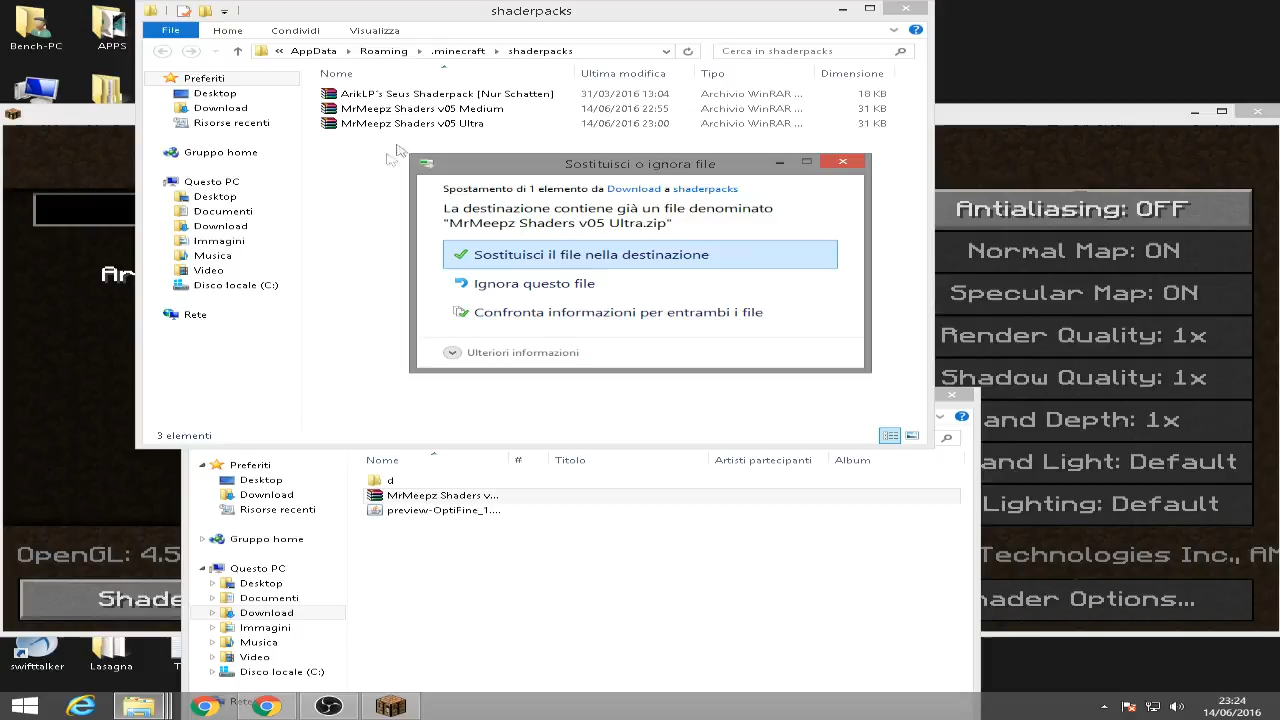 shaderpacks
Bench-PC
APPS
File
Home
Condividi
Visualizza
« AppData
Roaming
.minecraft
shaderpacks
Cerca in shaderpacks
Preferiti
Desktop
Download
Risorse recenti
Gruppo home
Questo PC
Desktop
Documenti
Download
Immagini
Musica
Video
Disco locale (C:)
Rete
Nome
Ultima modifica
Tipo
Dimensione
ArikLP's Seus Shaderpack [Nur Schatten]
31/03/2016 13:04
Archivio WinRAR ...
18 KB
MrMeepz Shaders v05 Medium
14/06/2016 22:55
Archivio WinRAR ...
31 KB
MrMeepz Shaders v05 Ultra
14/06/2016 23:00
Archivio WinRAR ...
31 KB
3 elementi
Sostituisci o ignora file
Spostamento di 1 elemento da Download a shaderpacks
La destinazione contiene già un file denominato
"MrMeepz Shaders v05 Ultra.zip"
Sostituisci il file nella destinazione
Ignora questo file
Confronta informazioni per entrambi i file
Ulteriori informazioni
Antialiasing: OFF
Normal Map: ON
Specular Map: ON
Render Quality: 1x
Shadow Quality: 1x
and Depth: 1x
and Light: Default
Lighting: Default
Ar
OpenGL: 4.5
Technologies Inc., AM
Shade
ader Options...
Nome
#
Titolo
Artisti partecipanti
Album
Preferiti
Desktop
Download
Risorse recenti
Gruppo home
Questo PC
Desktop
Documenti
Download
Immagini
Musica
Video
Disco locale (C:)
Rete
d
MrMeepz Shaders v...
preview-OptiFine_1....
swifttalker
Lasagna
T
23:24
14/06/2016